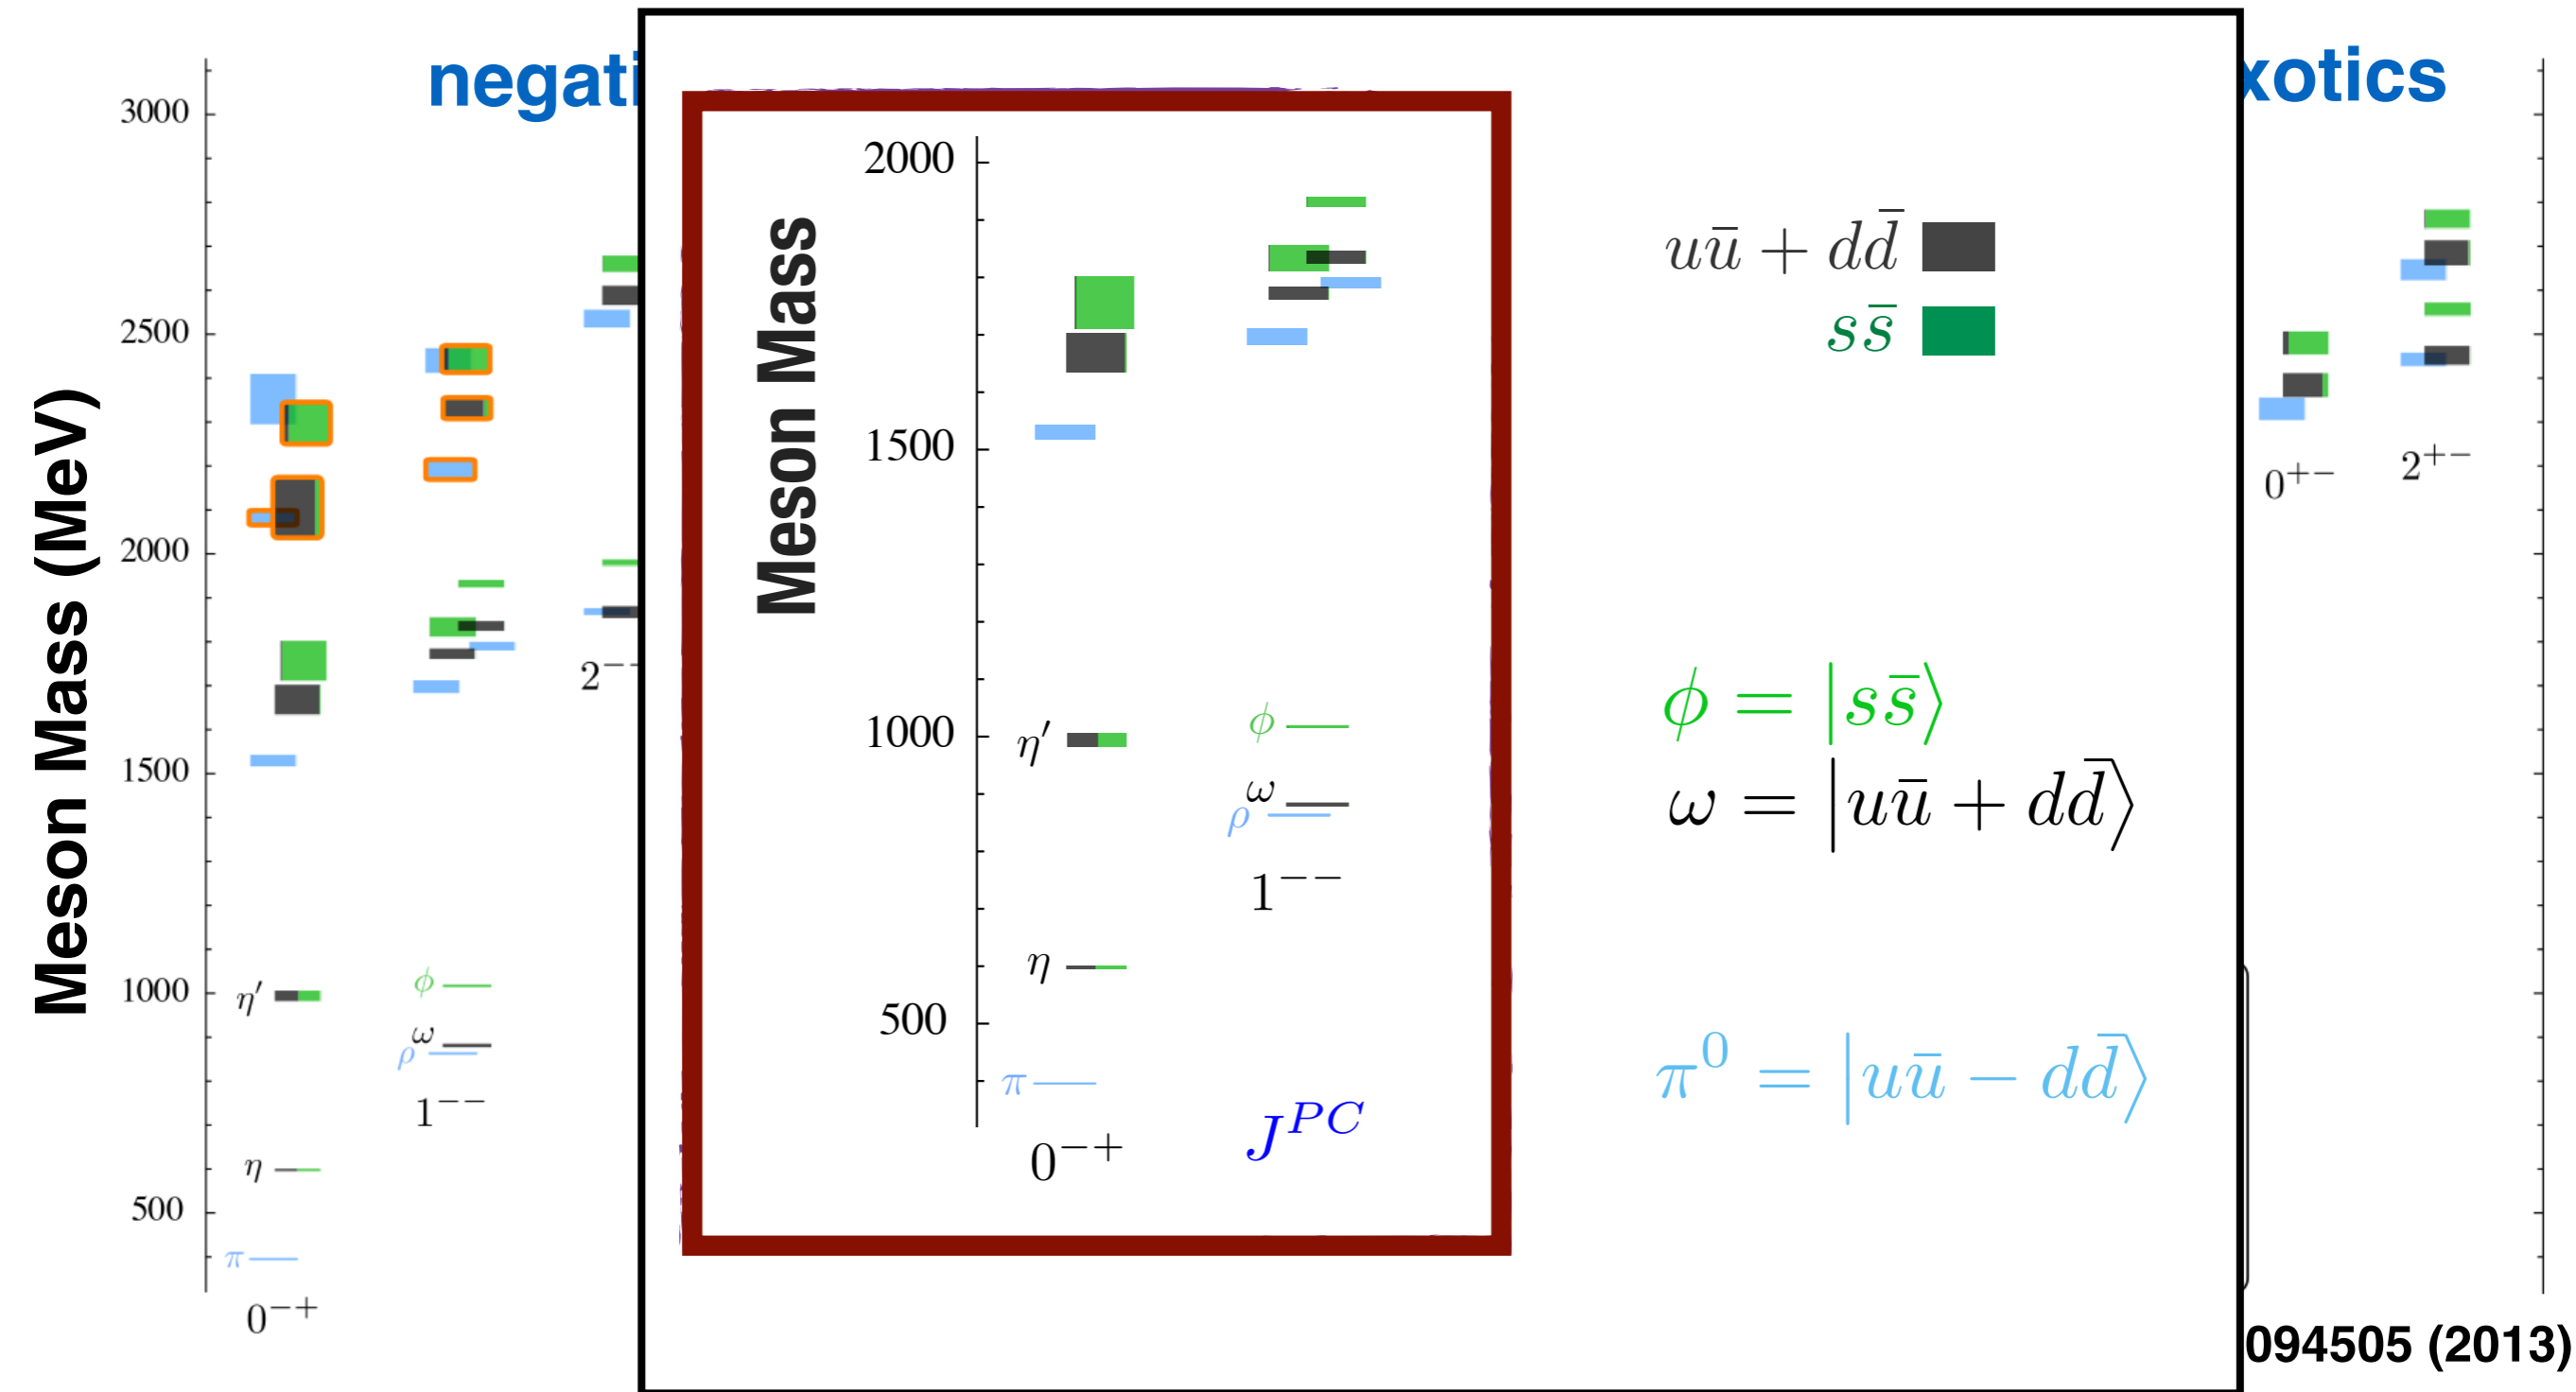 negati
xotics
Meson Mass (MeV)
3000
2500
2000
1500
1000
500
η′
η
π
ϕ
ω
ρ
0⁻⁺
1⁻⁻
2⁻⁻
Meson Mass
2000
1500
1000
500
η′
η
π
ϕ
ω
ρ
1⁻⁻
0⁻⁺
J^{PC}
uū + dd̄
ss̄
ϕ = |ss̄⟩
ω = |uū + dd̄⟩
π⁰ = |uū − dd̄⟩
0⁺⁻
2⁺⁻
094505 (2013)